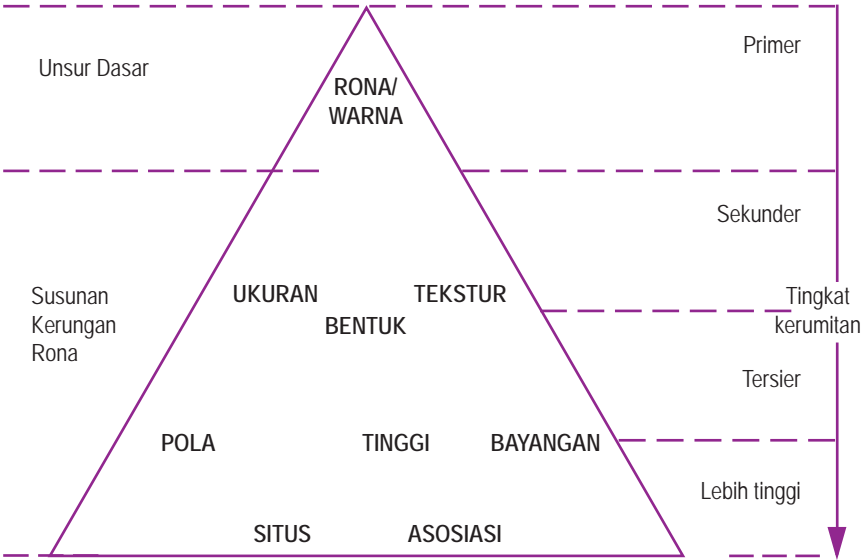 Unsur Dasar
Primer
RONA/
WARNA
Sekunder
Susunan
Kerungan
Rona
UKURAN
TEKSTUR
BENTUK
Tingkat
kerumitan
Tersier
POLA
TINGGI
BAYANGAN
Lebih tinggi
SITUS
ASOSIASI